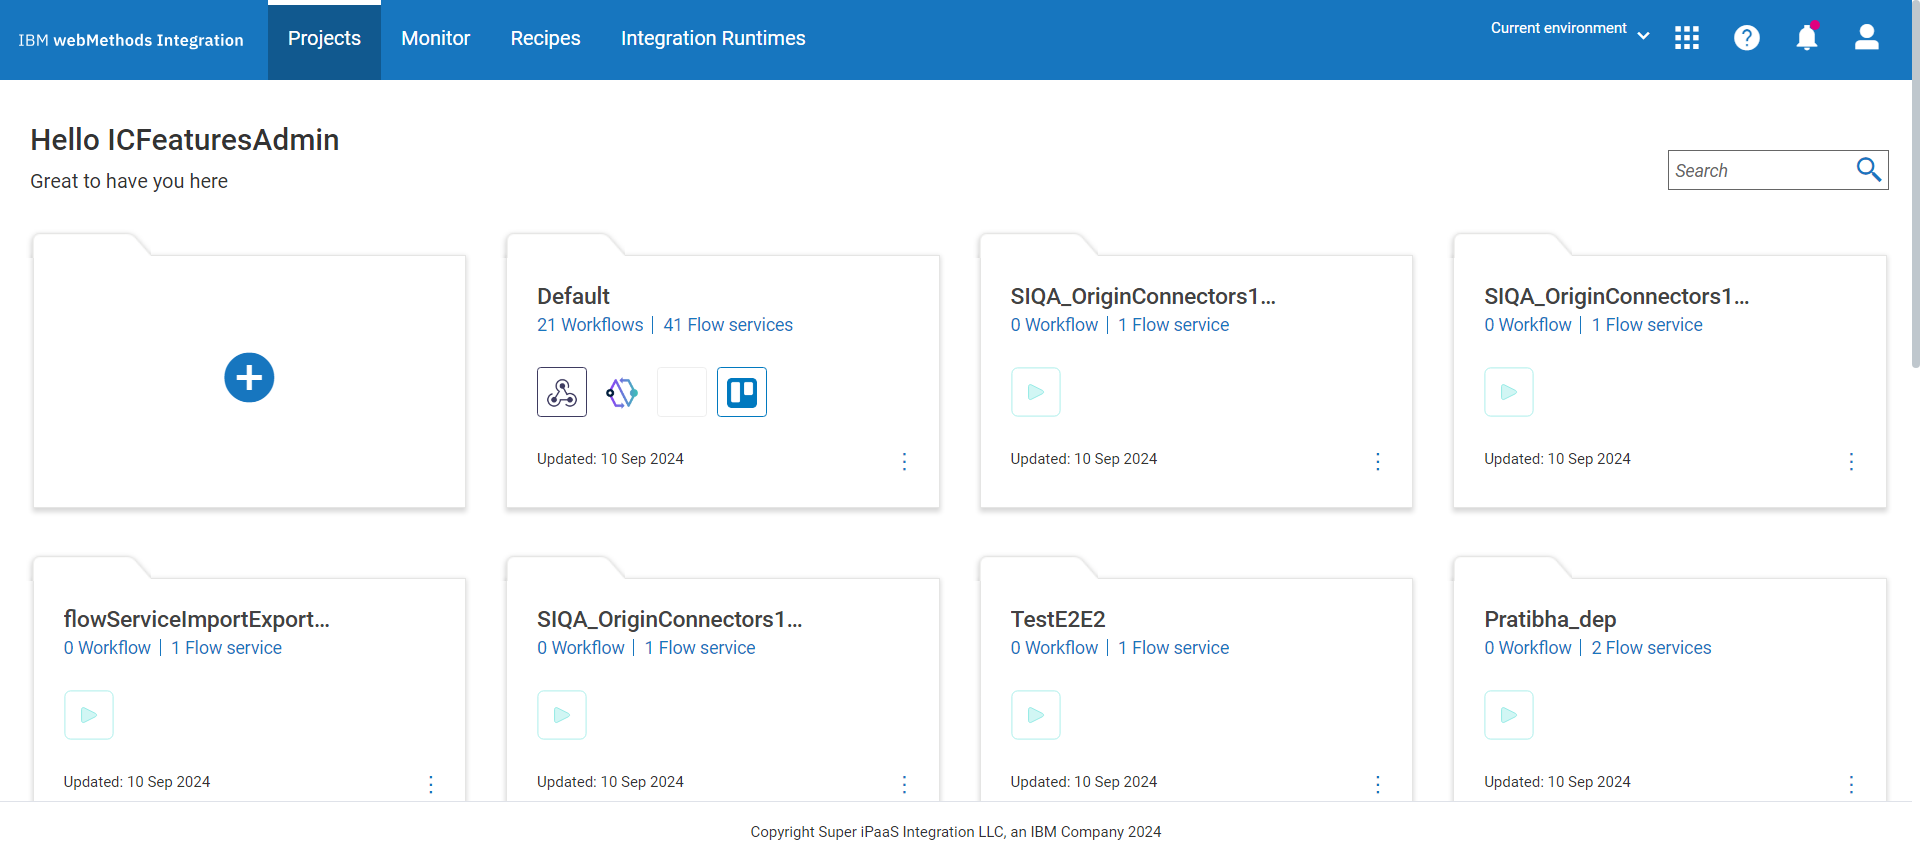 IBM webMethods Integration
Projects
Monitor
Recipes
Integration Runtimes
Current environment
Hello ICFeaturesAdmin
Great to have you here
Search
Default
21 Workflows | 41 Flow services
Updated: 10 Sep 2024
SIQA_OriginConnectors1...
0 Workflow | 1 Flow service
Updated: 10 Sep 2024
SIQA_OriginConnectors1...
0 Workflow | 1 Flow service
Updated: 10 Sep 2024
flowServiceImportExport...
0 Workflow | 1 Flow service
Updated: 10 Sep 2024
SIQA_OriginConnectors1...
0 Workflow | 1 Flow service
Updated: 10 Sep 2024
TestE2E2
0 Workflow | 1 Flow service
Updated: 10 Sep 2024
Pratibha_dep
0 Workflow | 2 Flow services
Updated: 10 Sep 2024
Copyright Super iPaaS Integration LLC, an IBM Company 2024